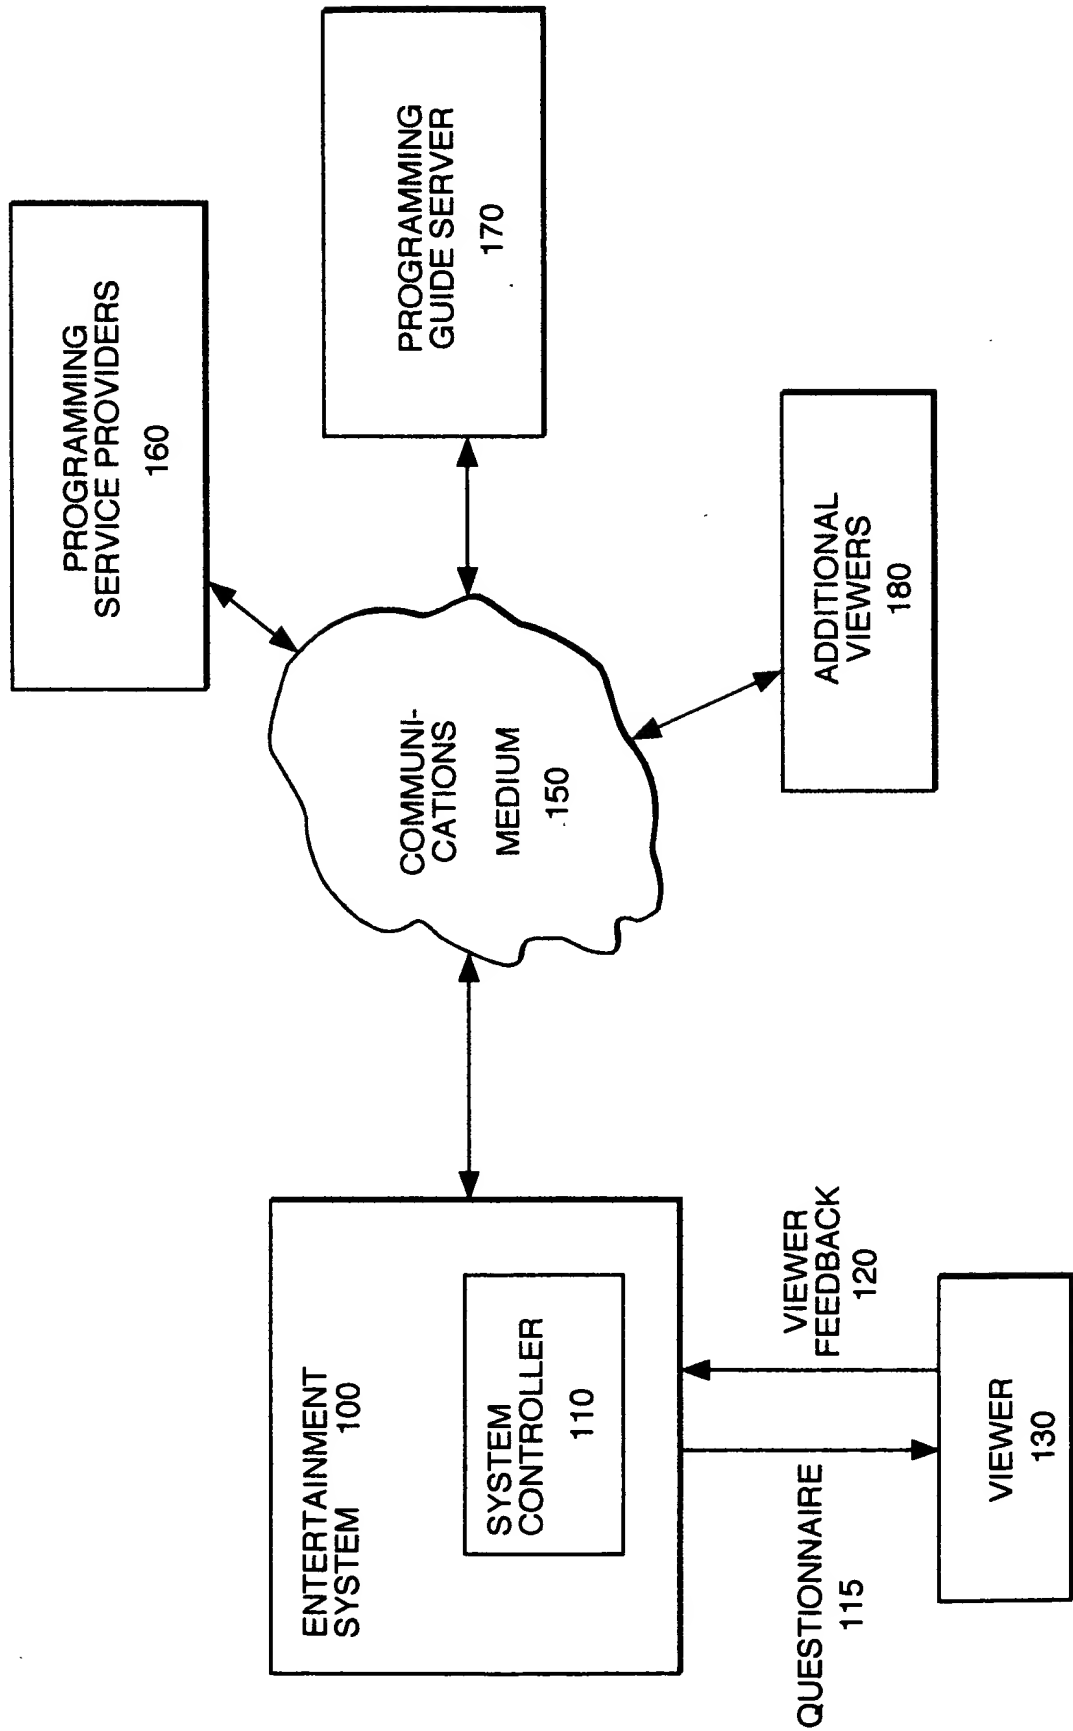 ENTERTAINMENT
SYSTEM 100
SYSTEM
CONTROLLER
110
QUESTIONNAIRE
115
VIEWER
FEEDBACK
120
VIEWER
130
COMMUNI-
CATIONS
MEDIUM
150
PROGRAMMING
SERVICE PROVIDERS
160
PROGRAMMING
GUIDE SERVER
170
ADDITIONAL
VIEWERS
180